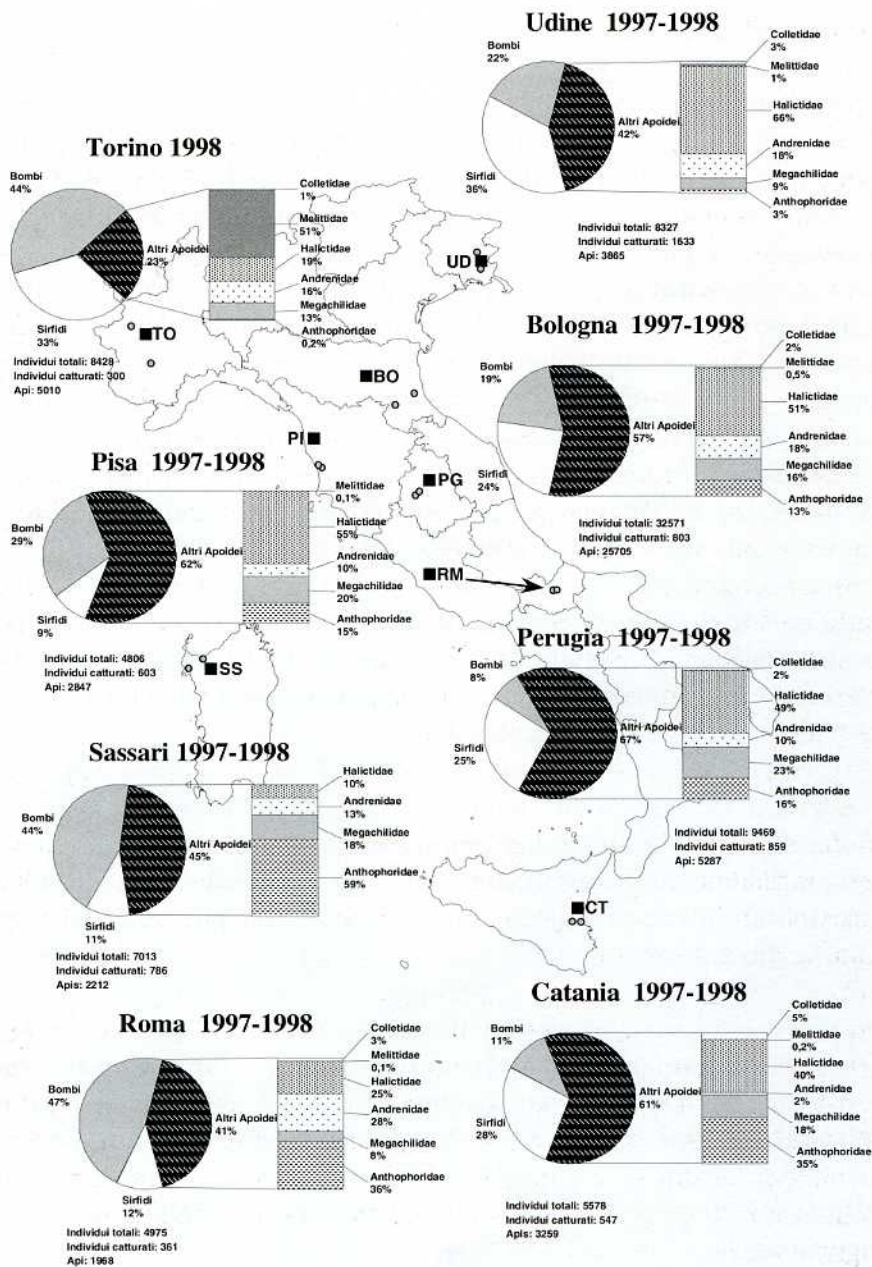 Udine 1997-1998
Bombi
22%
Sirfidi
36%
Altri Apoidei
42%
Colletidae
3%
Melittidae
1%
Halictidae
66%
Andrenidae
18%
Megachilidae
9%
Anthophoridae
3%
Individui totali: 8327
Individui catturati: 1633
Api: 3865
Torino 1998
Bombi
44%
Sirfidi
33%
Altri Apoidei
23%
Colletidae
1%
Melittidae
51%
Halictidae
19%
Andrenidae
16%
Megachilidae
13%
Anthophoridae
0,2%
Individui totali: 8428
Individui catturati: 300
Api: 5010
UD
TO
BO
PI
PG
RM
SS
CT
Bologna 1997-1998
Bombi
19%
Sirfidi
24%
Altri Apoidei
57%
Colletidae
2%
Melittidae
0,5%
Halictidae
51%
Andrenidae
18%
Megachilidae
16%
Anthophoridae
13%
Individui totali: 32571
Individui catturati: 803
Api: 25705
Pisa 1997-1998
Bombi
29%
Sirfidi
9%
Altri Apoidei
62%
Melittidae
0,1%
Halictidae
55%
Andrenidae
10%
Megachilidae
20%
Anthophoridae
15%
Individui totali: 4806
Individui catturati: 603
Api: 2847
Perugia 1997-1998
Bombi
8%
Sirfidi
25%
Altri Apoidei
67%
Colletidae
2%
Halictidae
49%
Andrenidae
10%
Megachilidae
23%
Anthophoridae
16%
Individui totali: 9469
Individui catturati: 859
Api: 5287
Sassari 1997-1998
Bombi
44%
Sirfidi
11%
Altri Apoidei
45%
Halictidae
10%
Andrenidae
13%
Megachilidae
18%
Anthophoridae
59%
Individui totali: 7013
Individui catturati: 786
Apis: 2212
Roma 1997-1998
Bombi
47%
Sirfidi
12%
Altri Apoidei
41%
Colletidae
3%
Melittidae
0,1%
Halictidae
25%
Andrenidae
28%
Megachilidae
8%
Anthophoridae
36%
Individui totali: 4975
Individui catturati: 361
Api: 1968
Catania 1997-1998
Bombi
11%
Sirfidi
28%
Altri Apoidei
61%
Colletidae
5%
Melittidae
0,2%
Halictidae
40%
Andrenidae
2%
Megachilidae
18%
Anthophoridae
35%
Individui totali: 5578
Individui catturati: 547
Apis: 3259